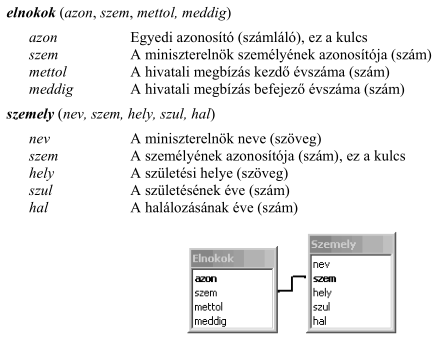 elnokok (azon, szem, mettol, meddig)
azon Egyedi azonosító (számláló), ez a kulcs
szem A miniszterelnök személyének azonosítója (szám)
mettol A hivatali megbízás kezdő évszáma (szám)
meddig A hivatali megbízás befejező évszáma (szám)
szemely (nev, szem, hely, szul, hal)
nev A miniszterelnök neve (szöveg)
szem A személyének azonosítója (szám), ez a kulcs
hely A születési helye (szöveg)
szul A születésének éve (szám)
hal A halálozásának éve (szám)
Elnokok
azon
szem
mettol
meddig
Szemely
nev
szem
hely
szul
hal